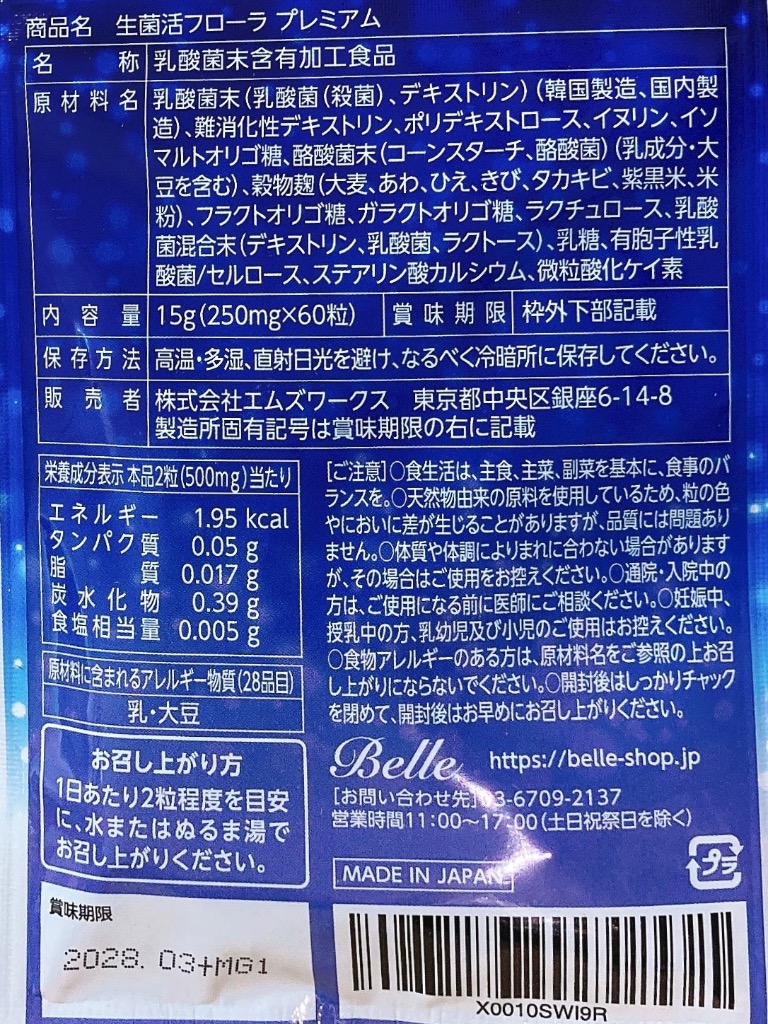 商品名 生菌活フローラ プレミアム
名称 乳酸菌末含有加工食品
原材料名 乳酸菌末(乳酸菌(殺菌)、デキストリン)(韓国製造、国内製
造)、難消化性デキストリン、ポリデキストロース、イヌリン、イソ
マルトオリゴ糖、酪酸菌末(コーンスターチ、酪酸菌)(乳成分・大
豆を含む)、穀物麹(大麦、あわ、ひえ、きび、タカキビ、紫黒米、米
粉)、フラクトオリゴ糖、ガラクトオリゴ糖、ラクチュロース、乳酸
菌混合末(デキストリン、乳酸菌、ラクトース)、乳糖、有胞子性乳
酸菌/セルロース、ステアリン酸カルシウム、微粒酸化ケイ素
内容量 15g(250mg×60粒) 賞味期限 枠外下部記載
保存方法 高温・多湿、直射日光を避け、なるべく冷暗所に保存してください。
販売者 株式会社エムズワークス 東京都中央区銀座6-14-8
製造所固有記号は賞味期限の右に記載
栄養成分表示 本品2粒(500mg)当たり
エネルギー 1.95 kcal
タンパク質 0.05 g
脂質 0.017 g
炭水化物 0.39 g
食塩相当量 0.005 g
原材料に含まれるアレルギー物質(28品目)
乳・大豆
お召し上がり方
1日あたり2粒程度を目安
に、水またはぬるま湯で
お召し上がりください。
[ご注意]○食生活は、主食、主菜、副菜を基本に、食事のバ
ランスを。○天然物由来の原料を使用しているため、粒の色
やにおいに差が生じることがありますが、品質には問題あり
ません。○体質や体調によりまれに合わない場合があります
が、その場合はご使用をお控えください。○通院・入院中の
方は、ご使用になる前に医師にご相談ください。○妊娠中、
授乳中の方、乳幼児及び小児のご使用はお控えください。
○食物アレルギーのある方は、原材料名をご参照の上お召
し上がりにならないでください。○開封後はしっかりチャック
を閉めて、開封後はお早めにお召し上がりください。
Belle https://belle-shop.jp
[お問い合わせ先] 3-6709-2137
営業時間11:00～17:00(土日祝祭日を除く)
MADE IN JAPAN
プラ
賞味期限
2028. 03+MG1
X0010SWI9R